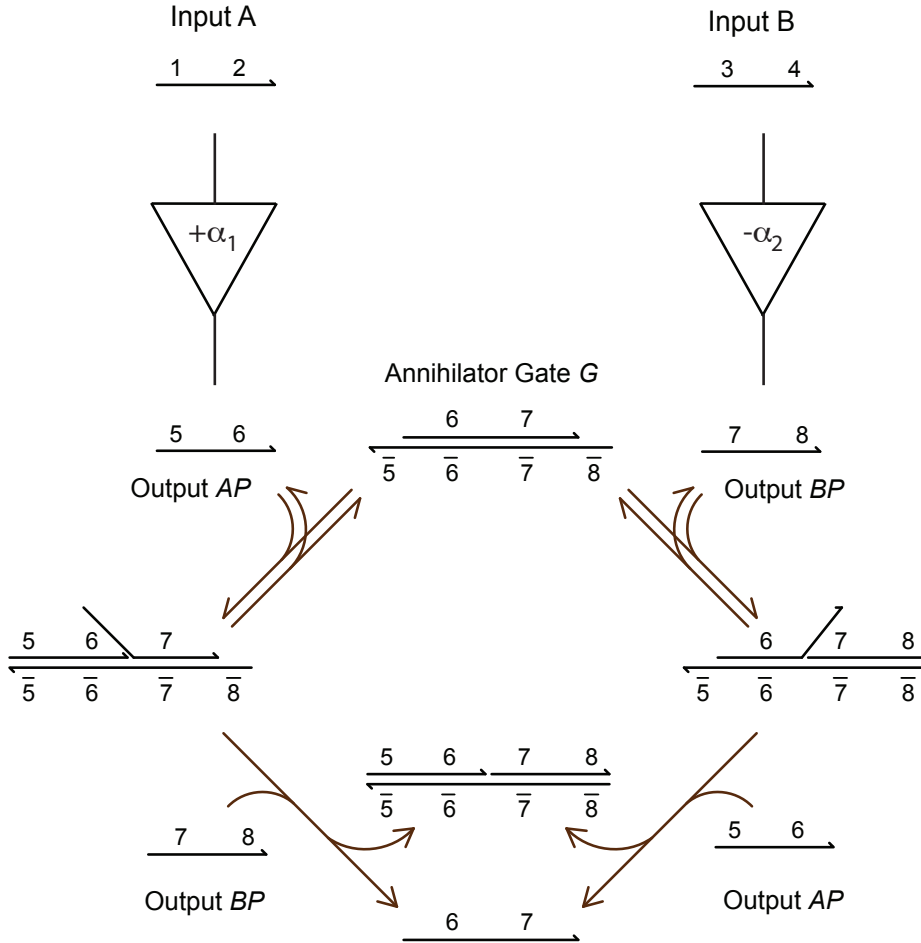 Input A
Input B
1 2
3 4
+α₁
-α₂
Annihilator Gate G
5 6
6 7
7 8
5̅ 6̅ 7̅ 8̅
Output AP
Output BP
5 6 7
6 7 8
5̅ 6̅ 7̅ 8̅
5̅ 6̅ 7̅ 8̅
5 6 7 8
5̅ 6̅ 7̅ 8̅
7 8
5 6
Output BP
Output AP
6 7